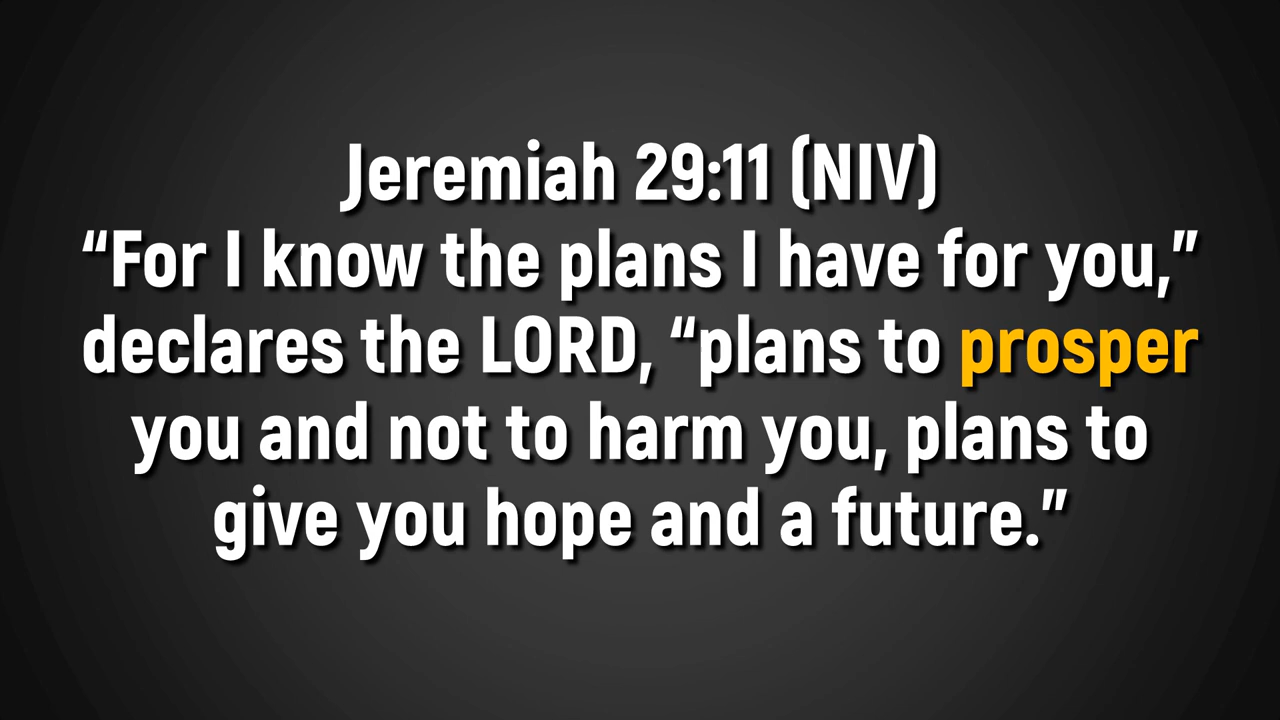 Jeremiah 29:11 (NIV)
“For I know the plans I have for you,”
declares the LORD, “plans to prosper
you and not to harm you, plans to
give you hope and a future.”